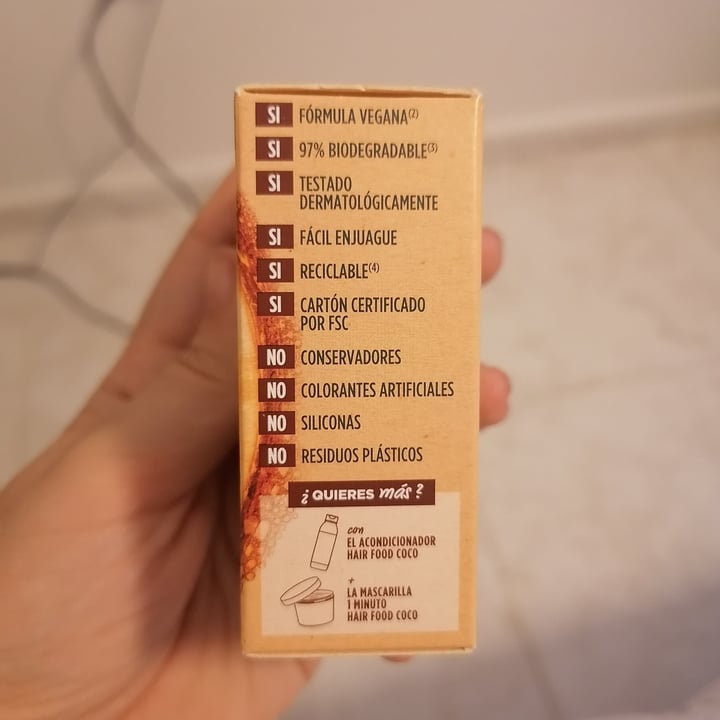 SI FÓRMULA VEGANA(2)
SI 97% BIODEGRADABLE(3)
SI TESTADO
DERMATOLÓGICAMENTE
SI FÁCIL ENJUAGUE
SI RECICLABLE(4)
SI CARTÓN CERTIFICADO
POR FSC
NO CONSERVADORES
NO COLORANTES ARTIFICIALES
NO SILICONAS
NO RESIDUOS PLÁSTICOS
¿QUIERES más?
con
EL ACONDICIONADOR
HAIR FOOD COCO
+
LA MASCARILLA
1 MINUTO
HAIR FOOD COCO